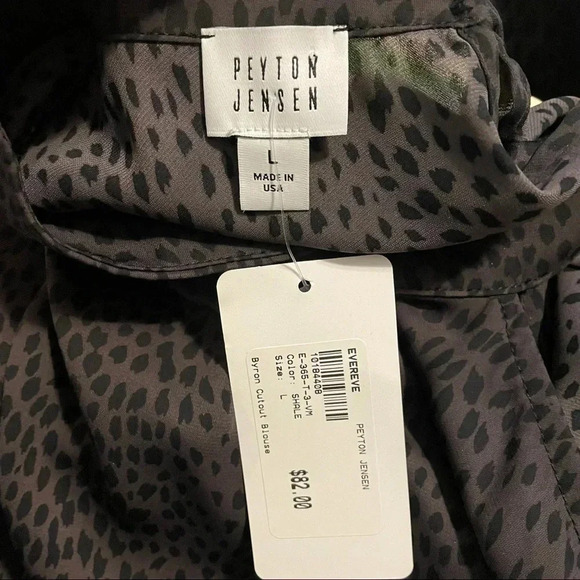 PEYTON
JENSEN
L
MADE IN
USA
EVEREVE
PEYTON JENSEN
10184408
E-365-T-3-VM
Color: SHALE
Size: L
$82.00
Byron Cutout Blouse